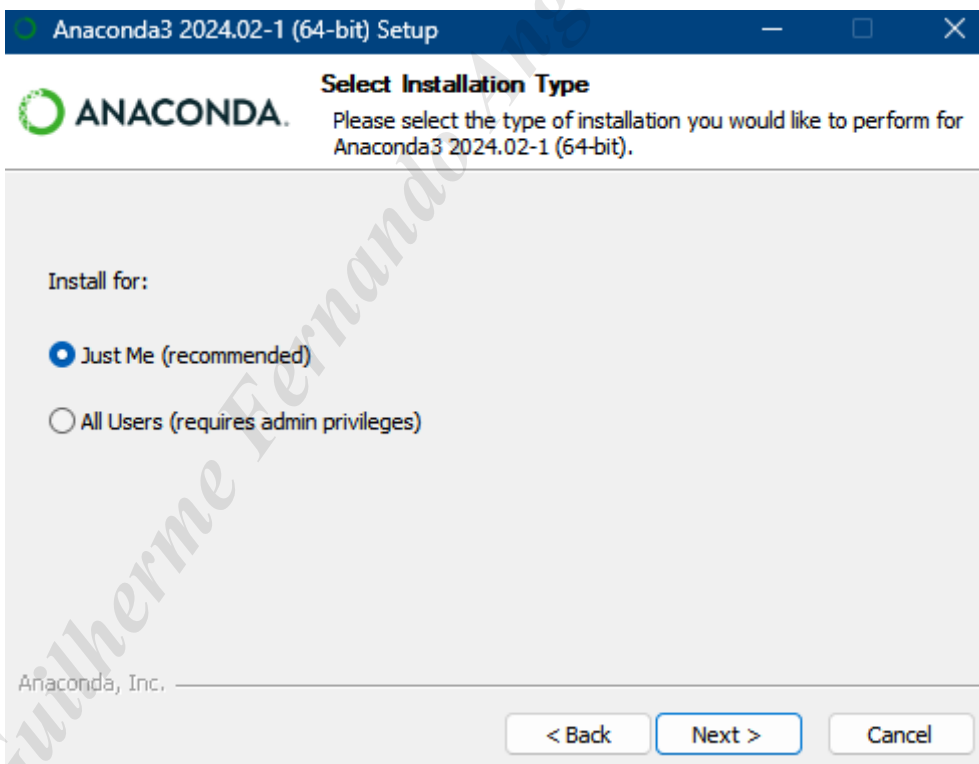 Anaconda3 2024.02-1 (64-bit) Setup
ANACONDA.
Select Installation Type
Please select the type of installation you would like to perform for
Anaconda3 2024.02-1 (64-bit).
Install for:
Just Me (recommended)
All Users (requires admin privileges)
Anaconda, Inc.
< Back
Next >
Cancel
Guilherme Fernando